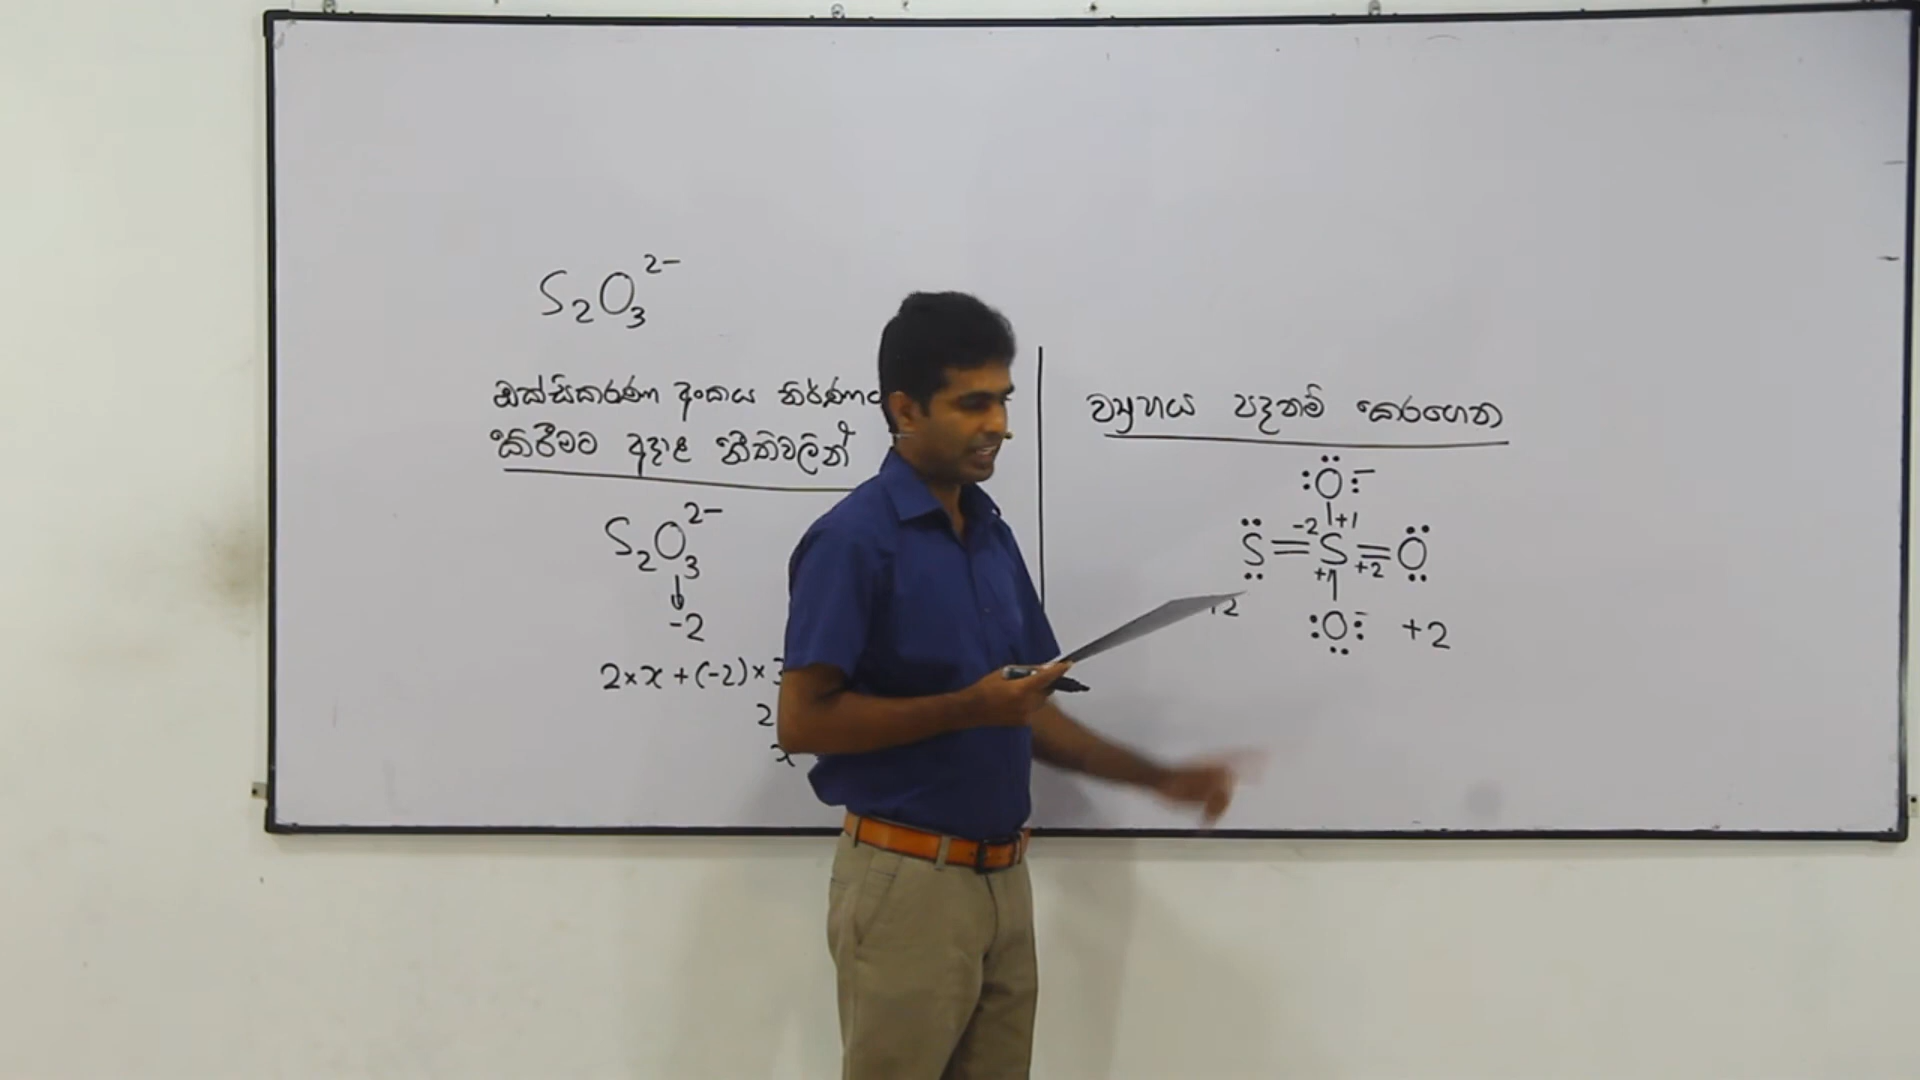 S₂O₃²⁻
ඔක්සිකරණ අංකය
කිරීමට අදාළ නීතිවලින්
S₂O₃²⁻
↓
-2
2×x + (-2)×3
2
x
ව්‍යුහය පදනම් කරගෙන
:Ö:⁻
-2 +1
S=S=O
+1 +2
:O:⁻ +2